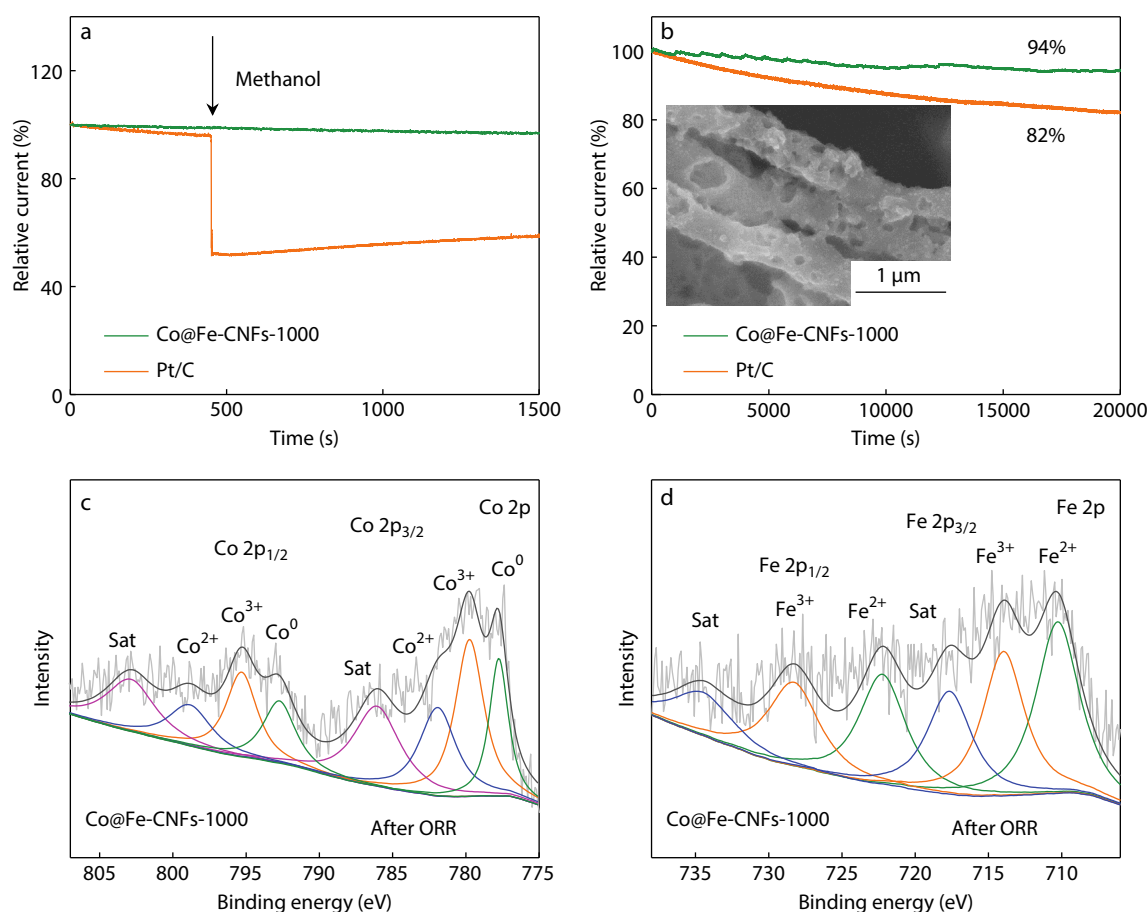 a
120
Methanol
80
40
0
Relative current (%)
Co@Fe-CNFs-1000
Pt/C
0 500 1000 1500
Time (s)
b
100
80
60
40
20
0
Relative current (%)
94%
82%
1 μm
Co@Fe-CNFs-1000
Pt/C
0 5000 10000 15000 20000
Time (s)
c
Co 2p
Co 2p3/2
Co 2p1/2
Co3+ Co0
Co3+
Sat Co2+ Co0 Sat Co2+
Intensity
Co@Fe-CNFs-1000 After ORR
805 800 795 790 785 780 775
Binding energy (eV)
d
Fe 2p
Fe 2p3/2
Fe3+ Fe2+
Fe 2p1/2
Sat Fe3+ Fe2+ Sat
Intensity
Co@Fe-CNFs-1000 After ORR
735 730 725 720 715 710
Binding energy (eV)